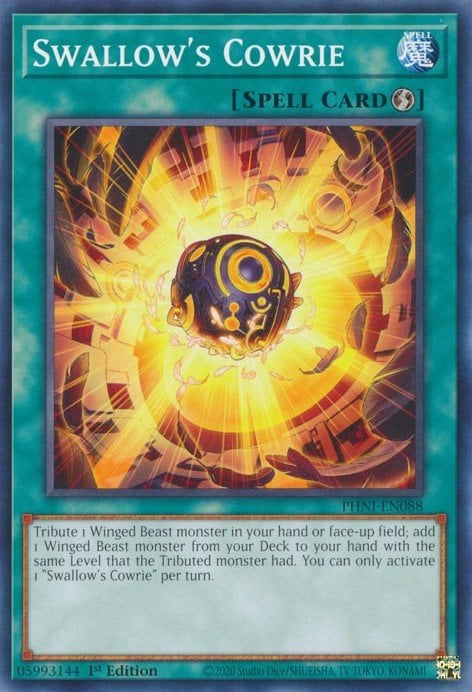 Swallow's Cowrie
SPELL
魔
[Spell Card]
PHNI-EN088
Tribute 1 Winged Beast monster in your hand or face-up field; add
1 Winged Beast monster from your Deck to your hand with the
same Level that the Tributed monster had. You can only activate
1 "Swallow's Cowrie" per turn.
05993144 1st Edition ©2020 Studio Dice/SHUEISHA, TV TOKYO, KONAMI